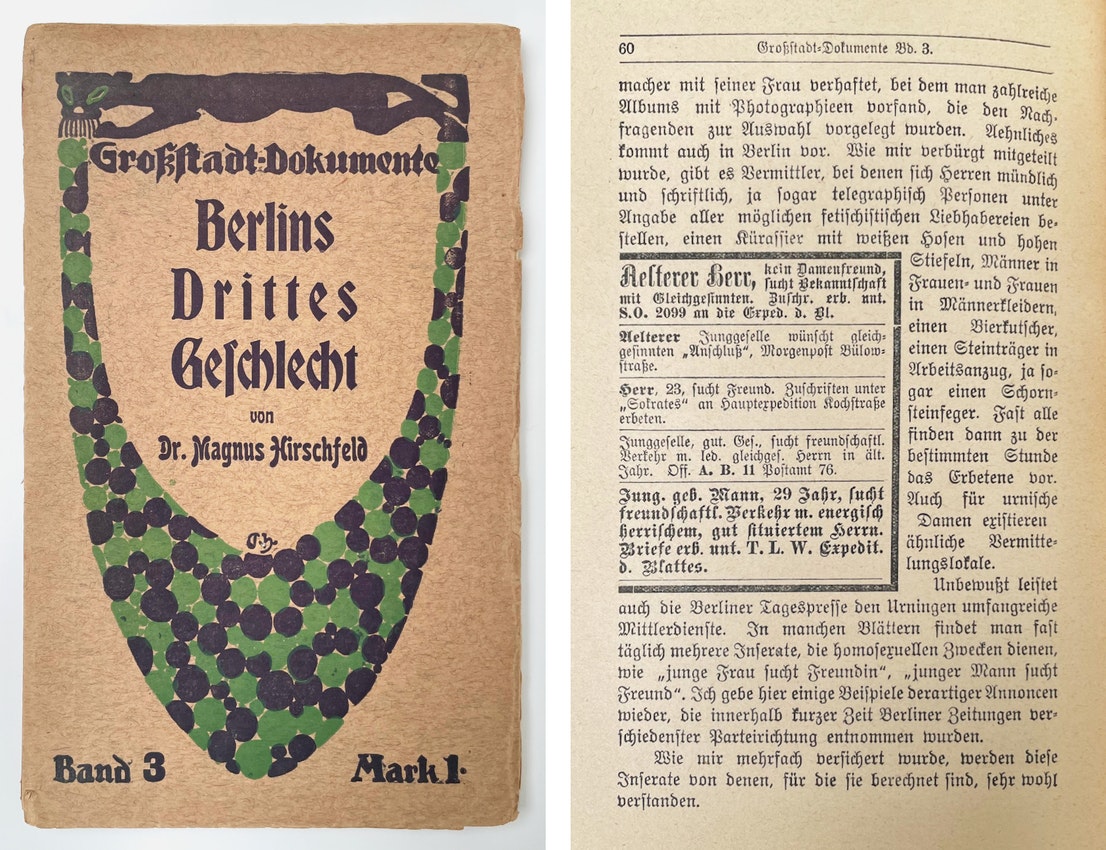 Großstadt-Dokumente
Berlins
Drittes
Geschlecht
von
Dr. Magnus Hirschfeld
Band 3
Mark 1.
60
Großstadt-Dokumente Bd. 3.
macher mit seiner Frau verhaftet, bei dem man zahlreiche
Albums mit Photographieen vorfand, die den Nach-
fragenden zur Auswahl vorgelegt wurden. Aehnliches
kommt auch in Berlin vor. Wie mir verbürgt mitgeteilt
wurde, gibt es Vermittler, bei denen sich Herren mündlich
und schriftlich, ja sogar telegraphisch Personen unter
Angabe aller möglichen fetischistischen Liebhabereien be-
stellen, einen Kürassier mit weißen Hosen und hohen
Stiefeln, Männer in
Frauen- und Frauen
in Männerkleidern,
einen Bierkutscher,
einen Steinträger in
Arbeitsanzug, ja so-
gar einen Schorn-
steinfeger. Fast alle
finden dann zu der
bestimmten Stunde
das Erbetene vor.
Auch für urnische
Damen existieren
ähnliche Vermitte-
lungslokale.
Aelterer Herr, kein Damenfreund,
sucht Bekanntschaft
mit Gleichgesinnten. Zuschr. erb. unt.
S.O. 2099 an die Exped. d. Bl.
Aelterer Junggeselle wünscht gleich-
gesinnten „Anschluß“, Morgenpost Bülow-
straße.
Herr, 23, sucht Freund. Zuschriften unter
„Sokrates“ an Hauptexpedition Kochstraße
erbeten.
Junggeselle, gut. Ges., sucht freundschaftl.
Verkehr m. led. gleichges. Herrn in ält.
Jahr. Off. A. B. 11 Postamt 76.
Jung. geb. Mann, 29 Jahr, sucht
freundschaftl. Verkehr m. energisch
herrischem, gut situiertem Herrn.
Briefe erb. unt. T. L. W. Expedit.
d. Blattes.
Unbewußt leistet
auch die Berliner Tagespresse den Urningen umfangreiche
Mittlerdienste. In manchen Blättern findet man fast
täglich mehrere Inserate, die homosexuellen Zwecken dienen,
wie „junge Frau sucht Freundin“, „junger Mann sucht
Freund“. Ich gebe hier einige Beispiele derartiger Annoncen
wieder, die innerhalb kurzer Zeit Berliner Zeitungen ver-
schiedenster Parteirichtung entnommen wurden.
Wie mir mehrfach versichert wurde, werden diese
Inserate von denen, für die sie berechnet sind, sehr wohl
verstanden.